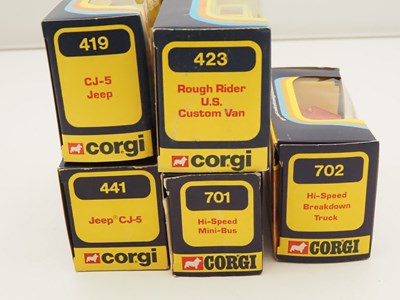 419
CJ-5
Jeep
corgi
423
Rough Rider
U.S.
Custom Van
corgi
441
Jeep® CJ-5
corgi
701
Hi-Speed
Mini-Bus
CORGI
702
Hi-Speed
Breakdown
Truck
CORGI